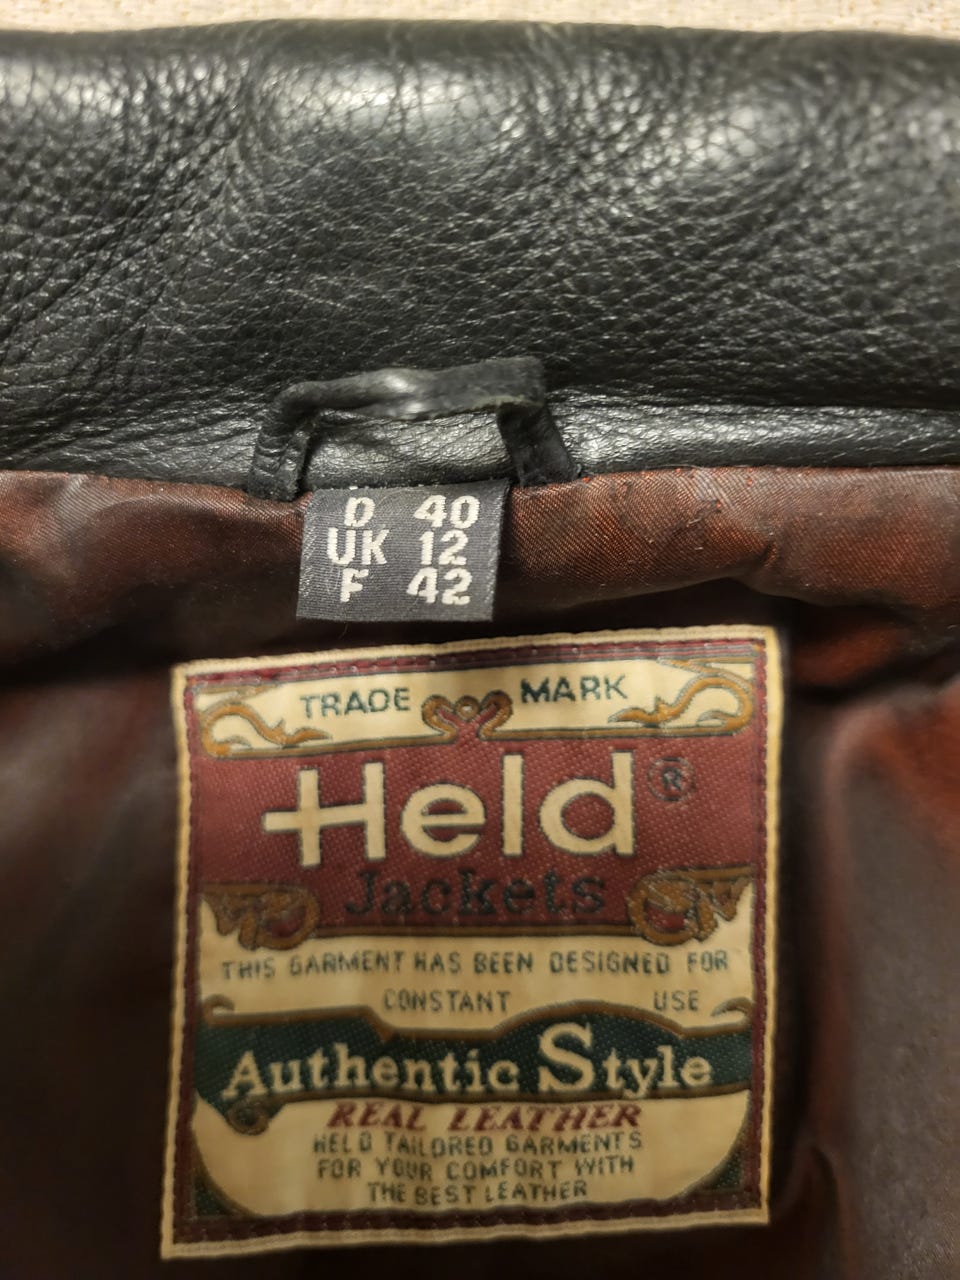 D 40
UK 12
F 42
TRADE MARK
Held®
Jackets
THIS GARMENT HAS BEEN DESIGNED FOR
CONSTANT USE
Authentic Style
REAL LEATHER
HELD TAILORED GARMENTS
FOR YOUR COMFORT WITH
THE BEST LEATHER